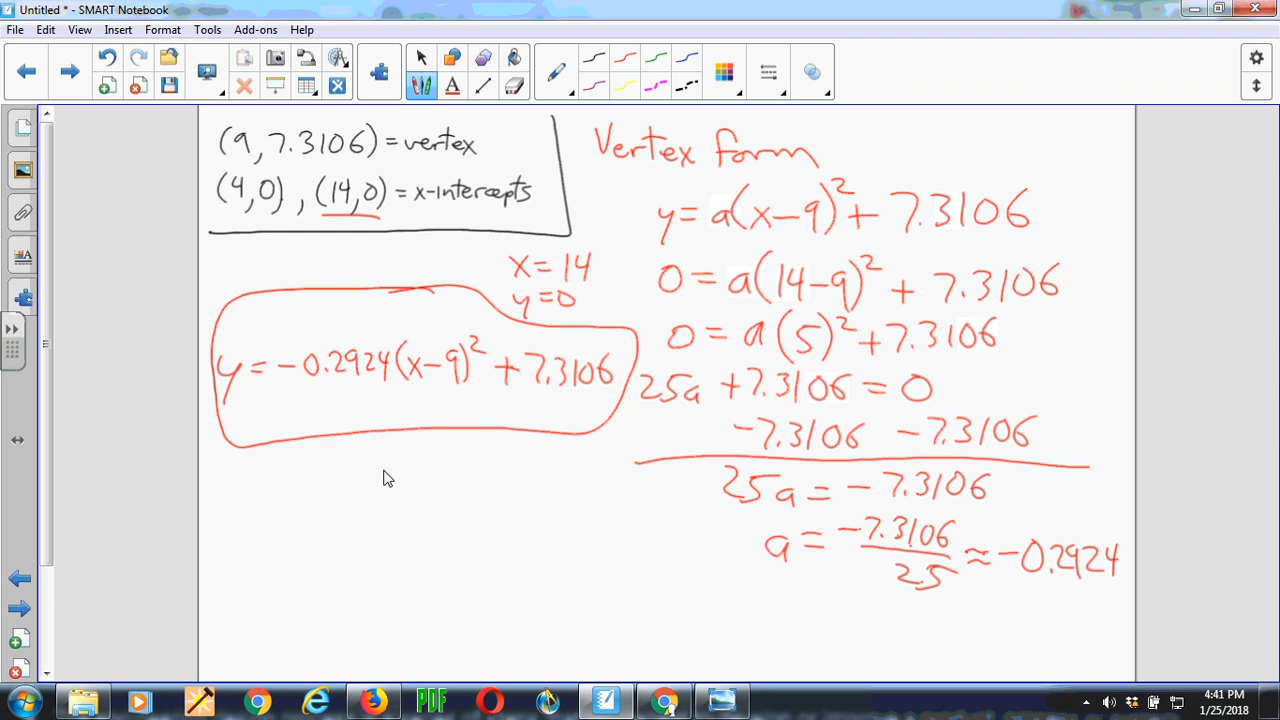 Untitled * - SMART Notebook
File Edit View Insert Format Tools Add-ons Help
(9, 7.3106) = vertex
(4,0) , (14,0) = x-intercepts
x = 14
y = 0
y = -0.2924(x-9)² + 7.3106
Vertex form
y = a(x-9)² + 7.3106
0 = a(14-9)² + 7.3106
0 = a(5)² + 7.3106
25a + 7.3106 = 0
-7.3106 -7.3106
25a = -7.3106
a = -7.3106/25 ≈ -0.2924
PDF
4:41 PM
1/25/2018